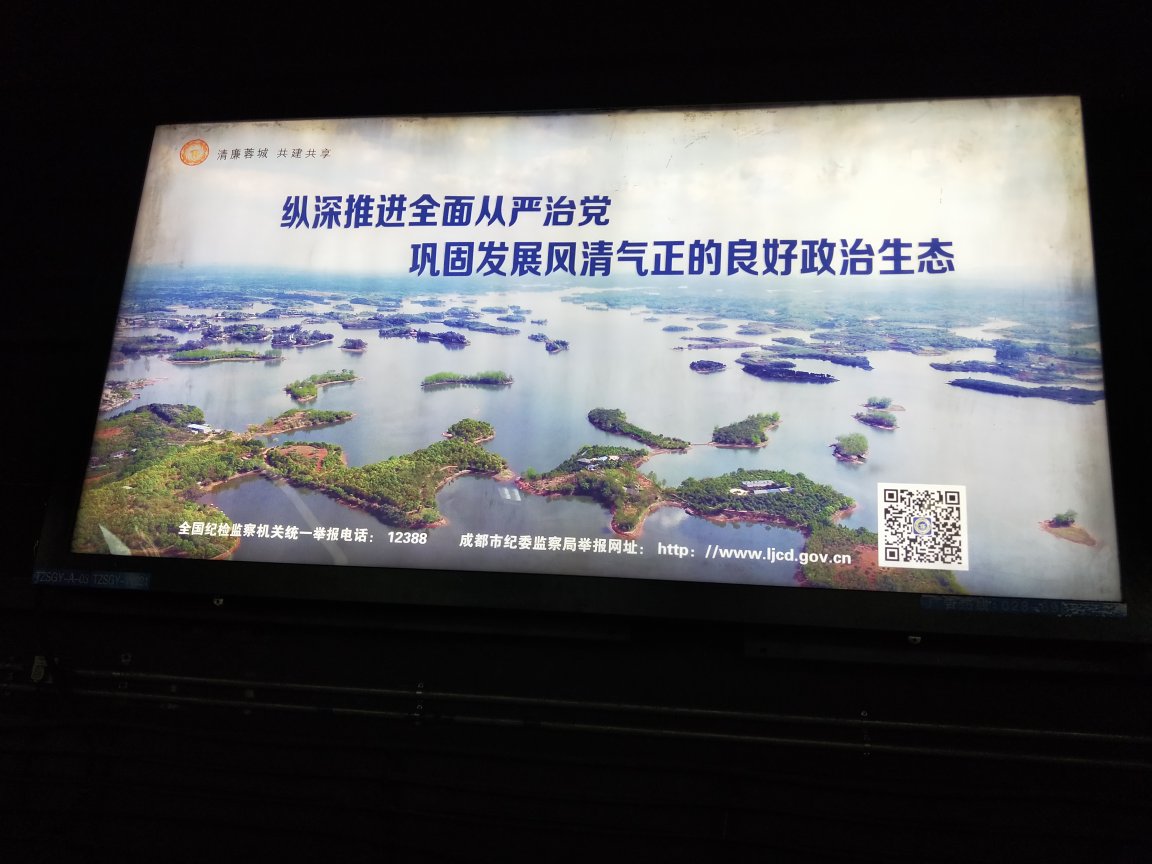 清廉蓉城 共建共享
纵深推进全面从严治党
巩固发展风清气正的良好政治生态
全国纪检监察机关统一举报电话： 12388 成都市纪委监察局举报网址： http：//www.ljcd.gov.cn
TZSGY-A-03